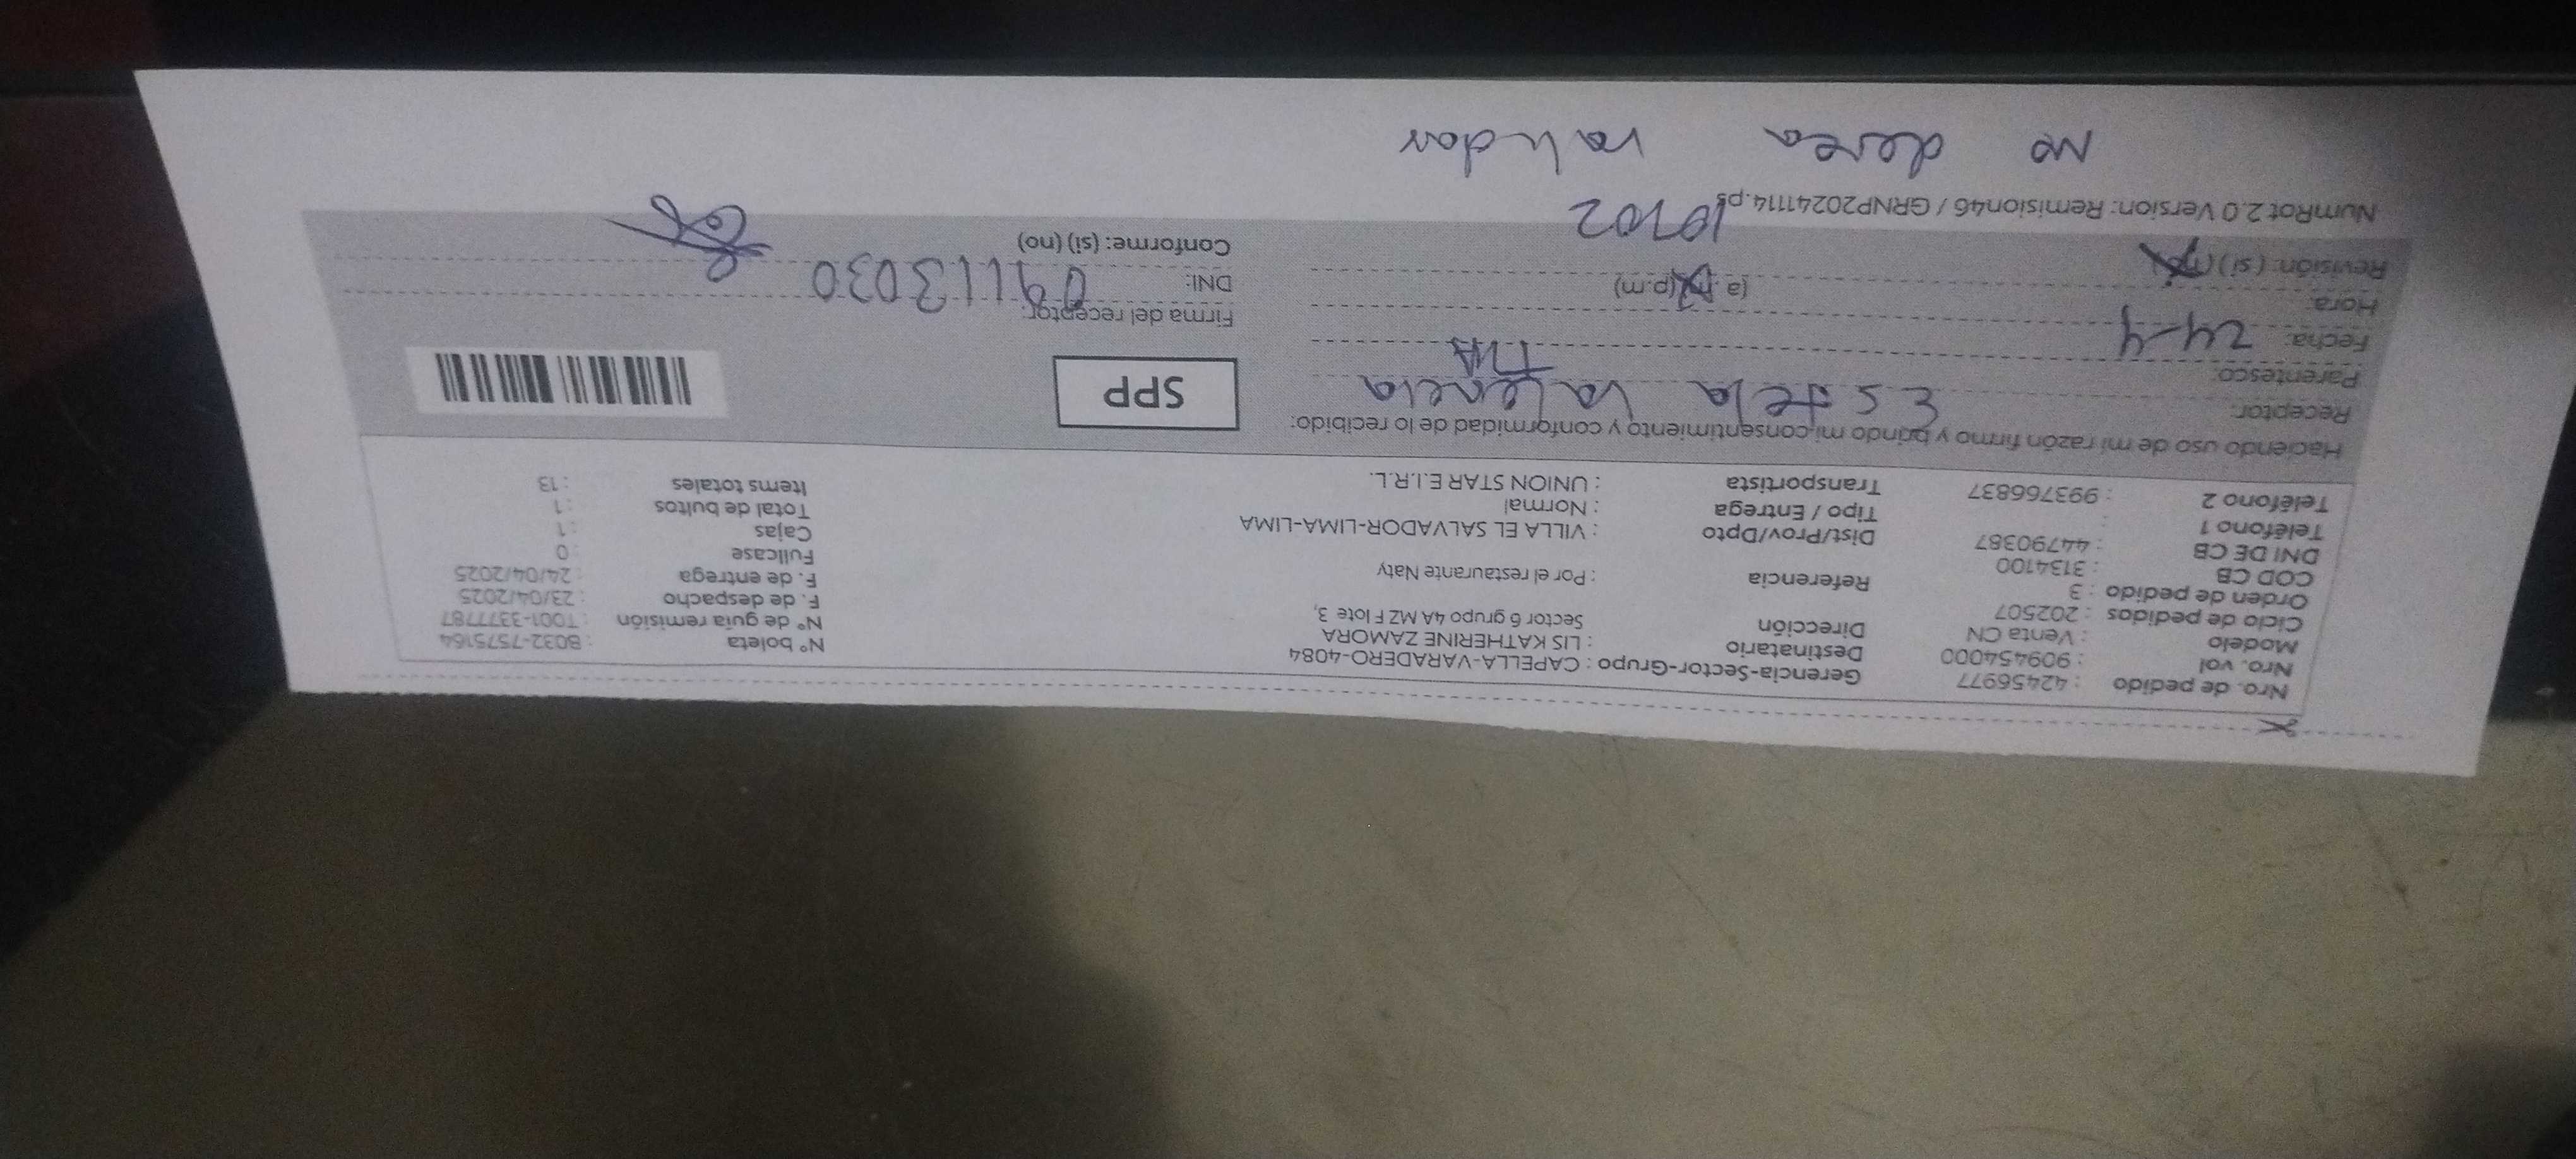 Nro. de pedido : 42456977 Gerencia-Sector-Grupo : CAPELLA-VARADERO-4084
Nro. vol : 909454000 Destinatario : LIS KATHERINE ZAMORA Nº boleta : B032-7575164
Modelo : Venta CN Dirección Sector 6 grupo 4A MZ F lote 3, Nº de guía remisión : T001-3377787
Ciclo de pedidos : 202507 F. de despacho : 23/04/2025
Orden de pedido : 3 Referencia : Por el restaurante Naty F. de entrega : 24/04/2025
COD CB : 3134100 Fullcase : 0
DNI DE CB : 44790387 Dist/Prov/Dpto : VILLA EL SALVADOR-LIMA-LIMA Cajas : 1
Teléfono 1 : Tipo / Entrega : Normal Total de bultos : 1
Teléfono 2 : 993766837 Transportista : UNION STAR E.I.R.L. Items totales : 13
Haciendo uso de mi razón firmo y brindo mi consentimiento y conformidad de lo recibido:
Receptor: Estela Valencia SPP
Parentesco: TIA
Fecha: 24-4 Firma del receptor:
Hora: (a.m)(p.m) DNI: 09113030
Revisión: (si) (no) Conforme: (si) (no)
NumRot 2.0 Version: Remision46 / GRNP20241114.ps
10702
No desea validar